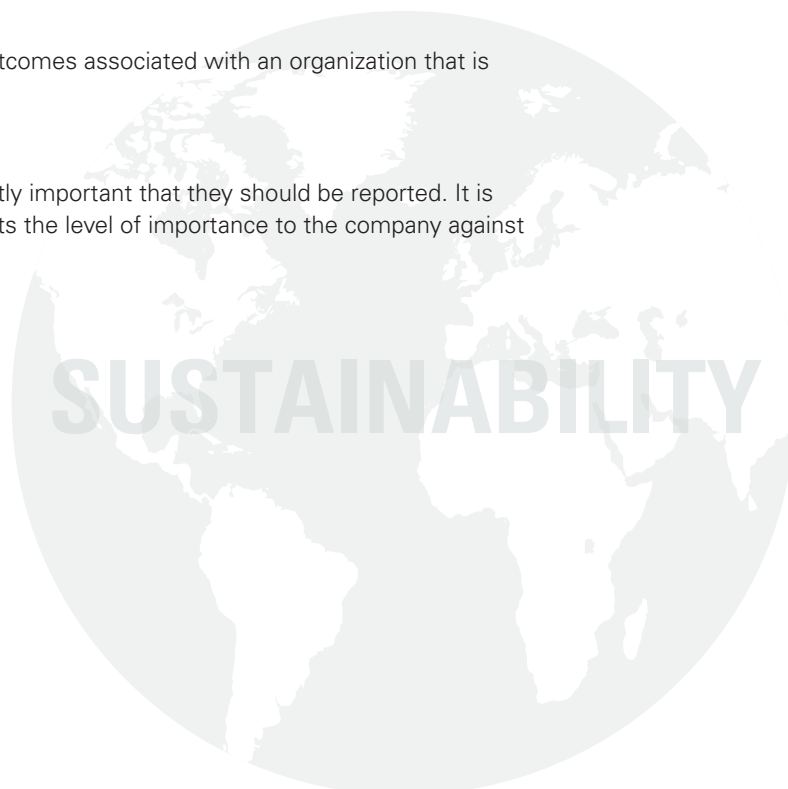 tcomes associated with an organization that is
tly important that they should be reported. It is
ts the level of importance to the company against
SUSTAINABILITY